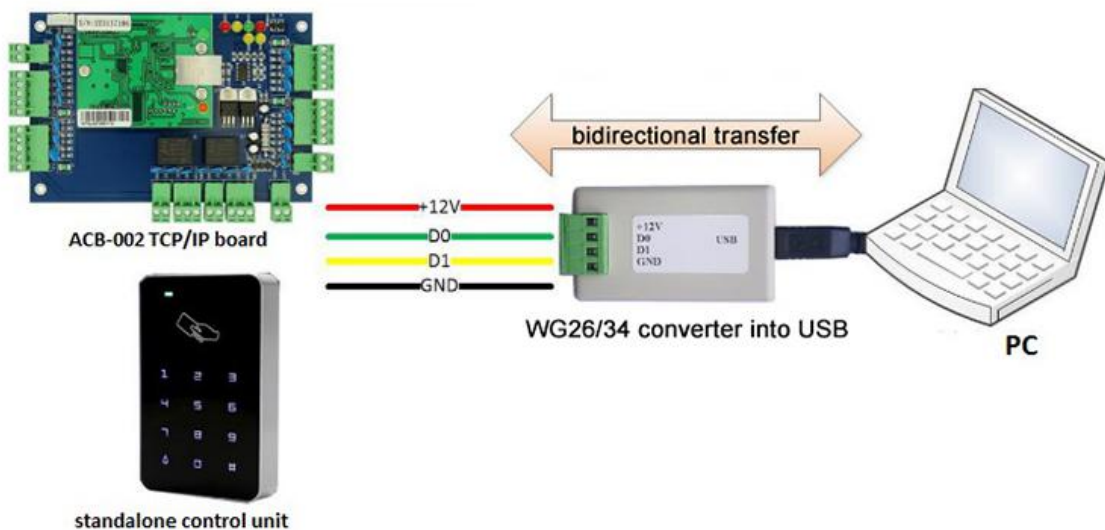 ACB-002 TCP/IP board
bidirectional transfer
+12V
D0
D1
GND
+12V
D0
D1
GND
USB
WG26/34 converter into USB
PC
1 2 3
4 5 6
7 8 9
0 #
standalone control unit